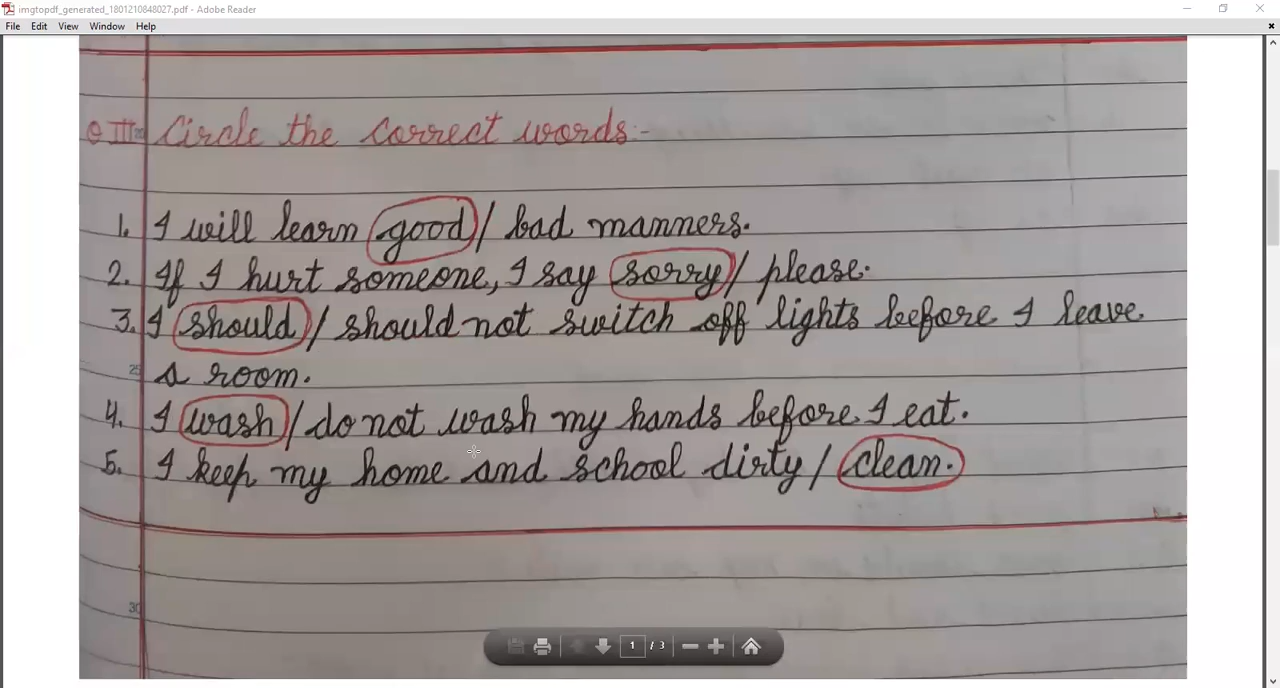 imgtopdf_generated_1801210848027.pdf - Adobe Reader
File Edit View Window Help
Q III Circle the correct words:-
1. I will learn good / bad manners.
2. If I hurt someone, I say sorry / please.
3. I should / should not switch off lights before I leave
25 a room.
4. I wash / do not wash my hands before I eat.
5. I keep my home and school dirty / clean.
30
1 / 3